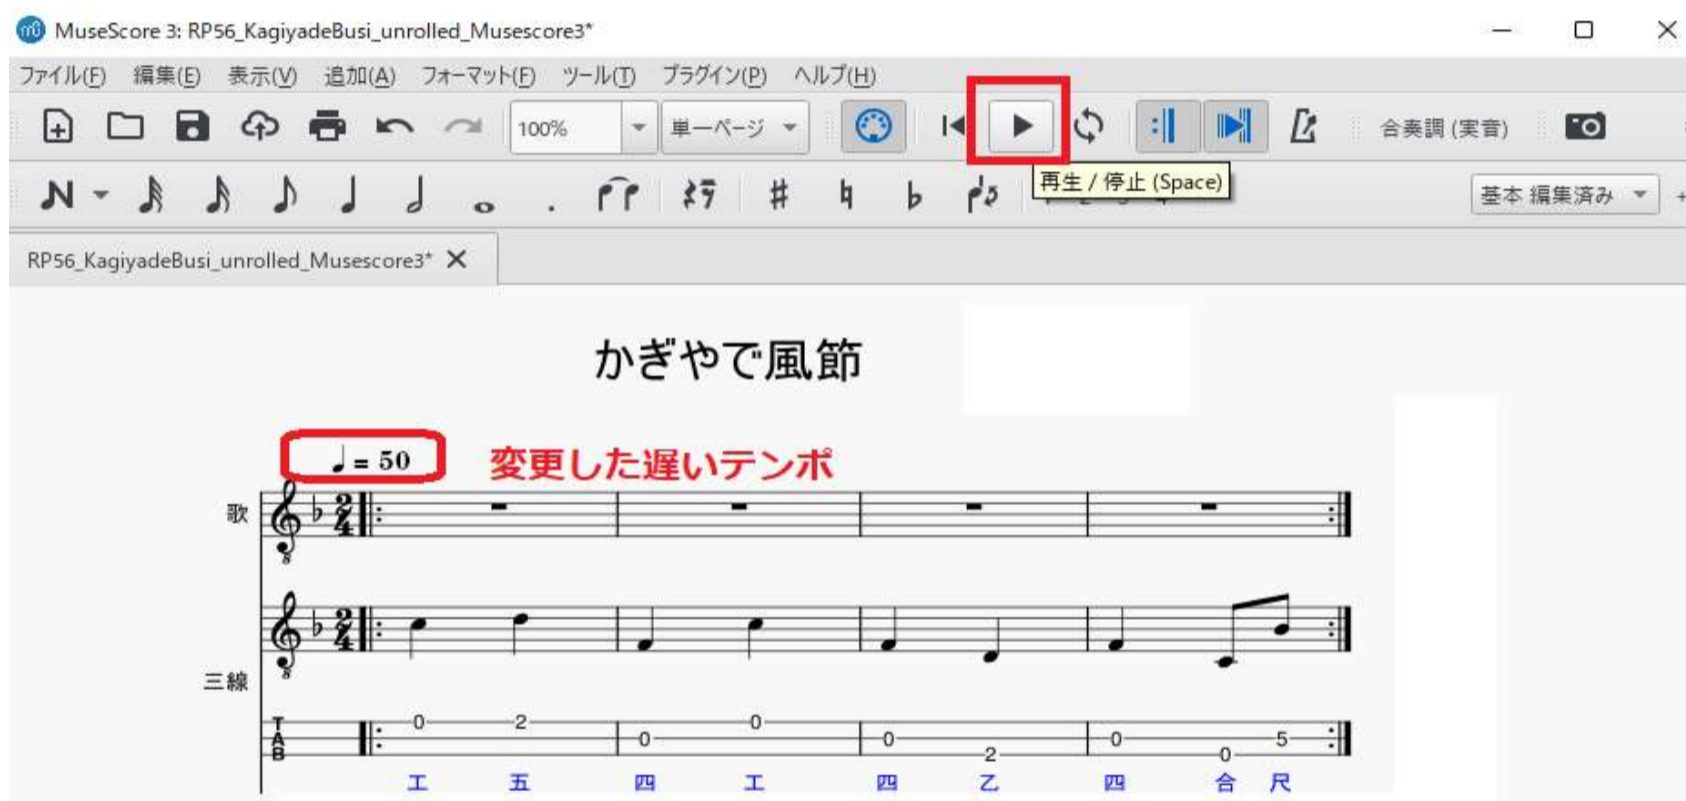 MuseScore 3: RP56_KagiyadeBusi_unrolled_Musescore3*
ファイル(F) 編集(E) 表示(V) 追加(A) フォーマット(F) ツール(T) プラグイン(P) ヘルプ(H)
100% 単一ページ 合奏調 (実音)
再生 / 停止 (Space)
基本 編集済み
RP56_KagiyadeBusi_unrolled_Musescore3*
かぎやで風節
♩ = 50 変更した遅いテンポ
歌
三線
T A B
0 2 0 0 0 2 0 0 5
工 五 四 工 四 乙 四 合 尺